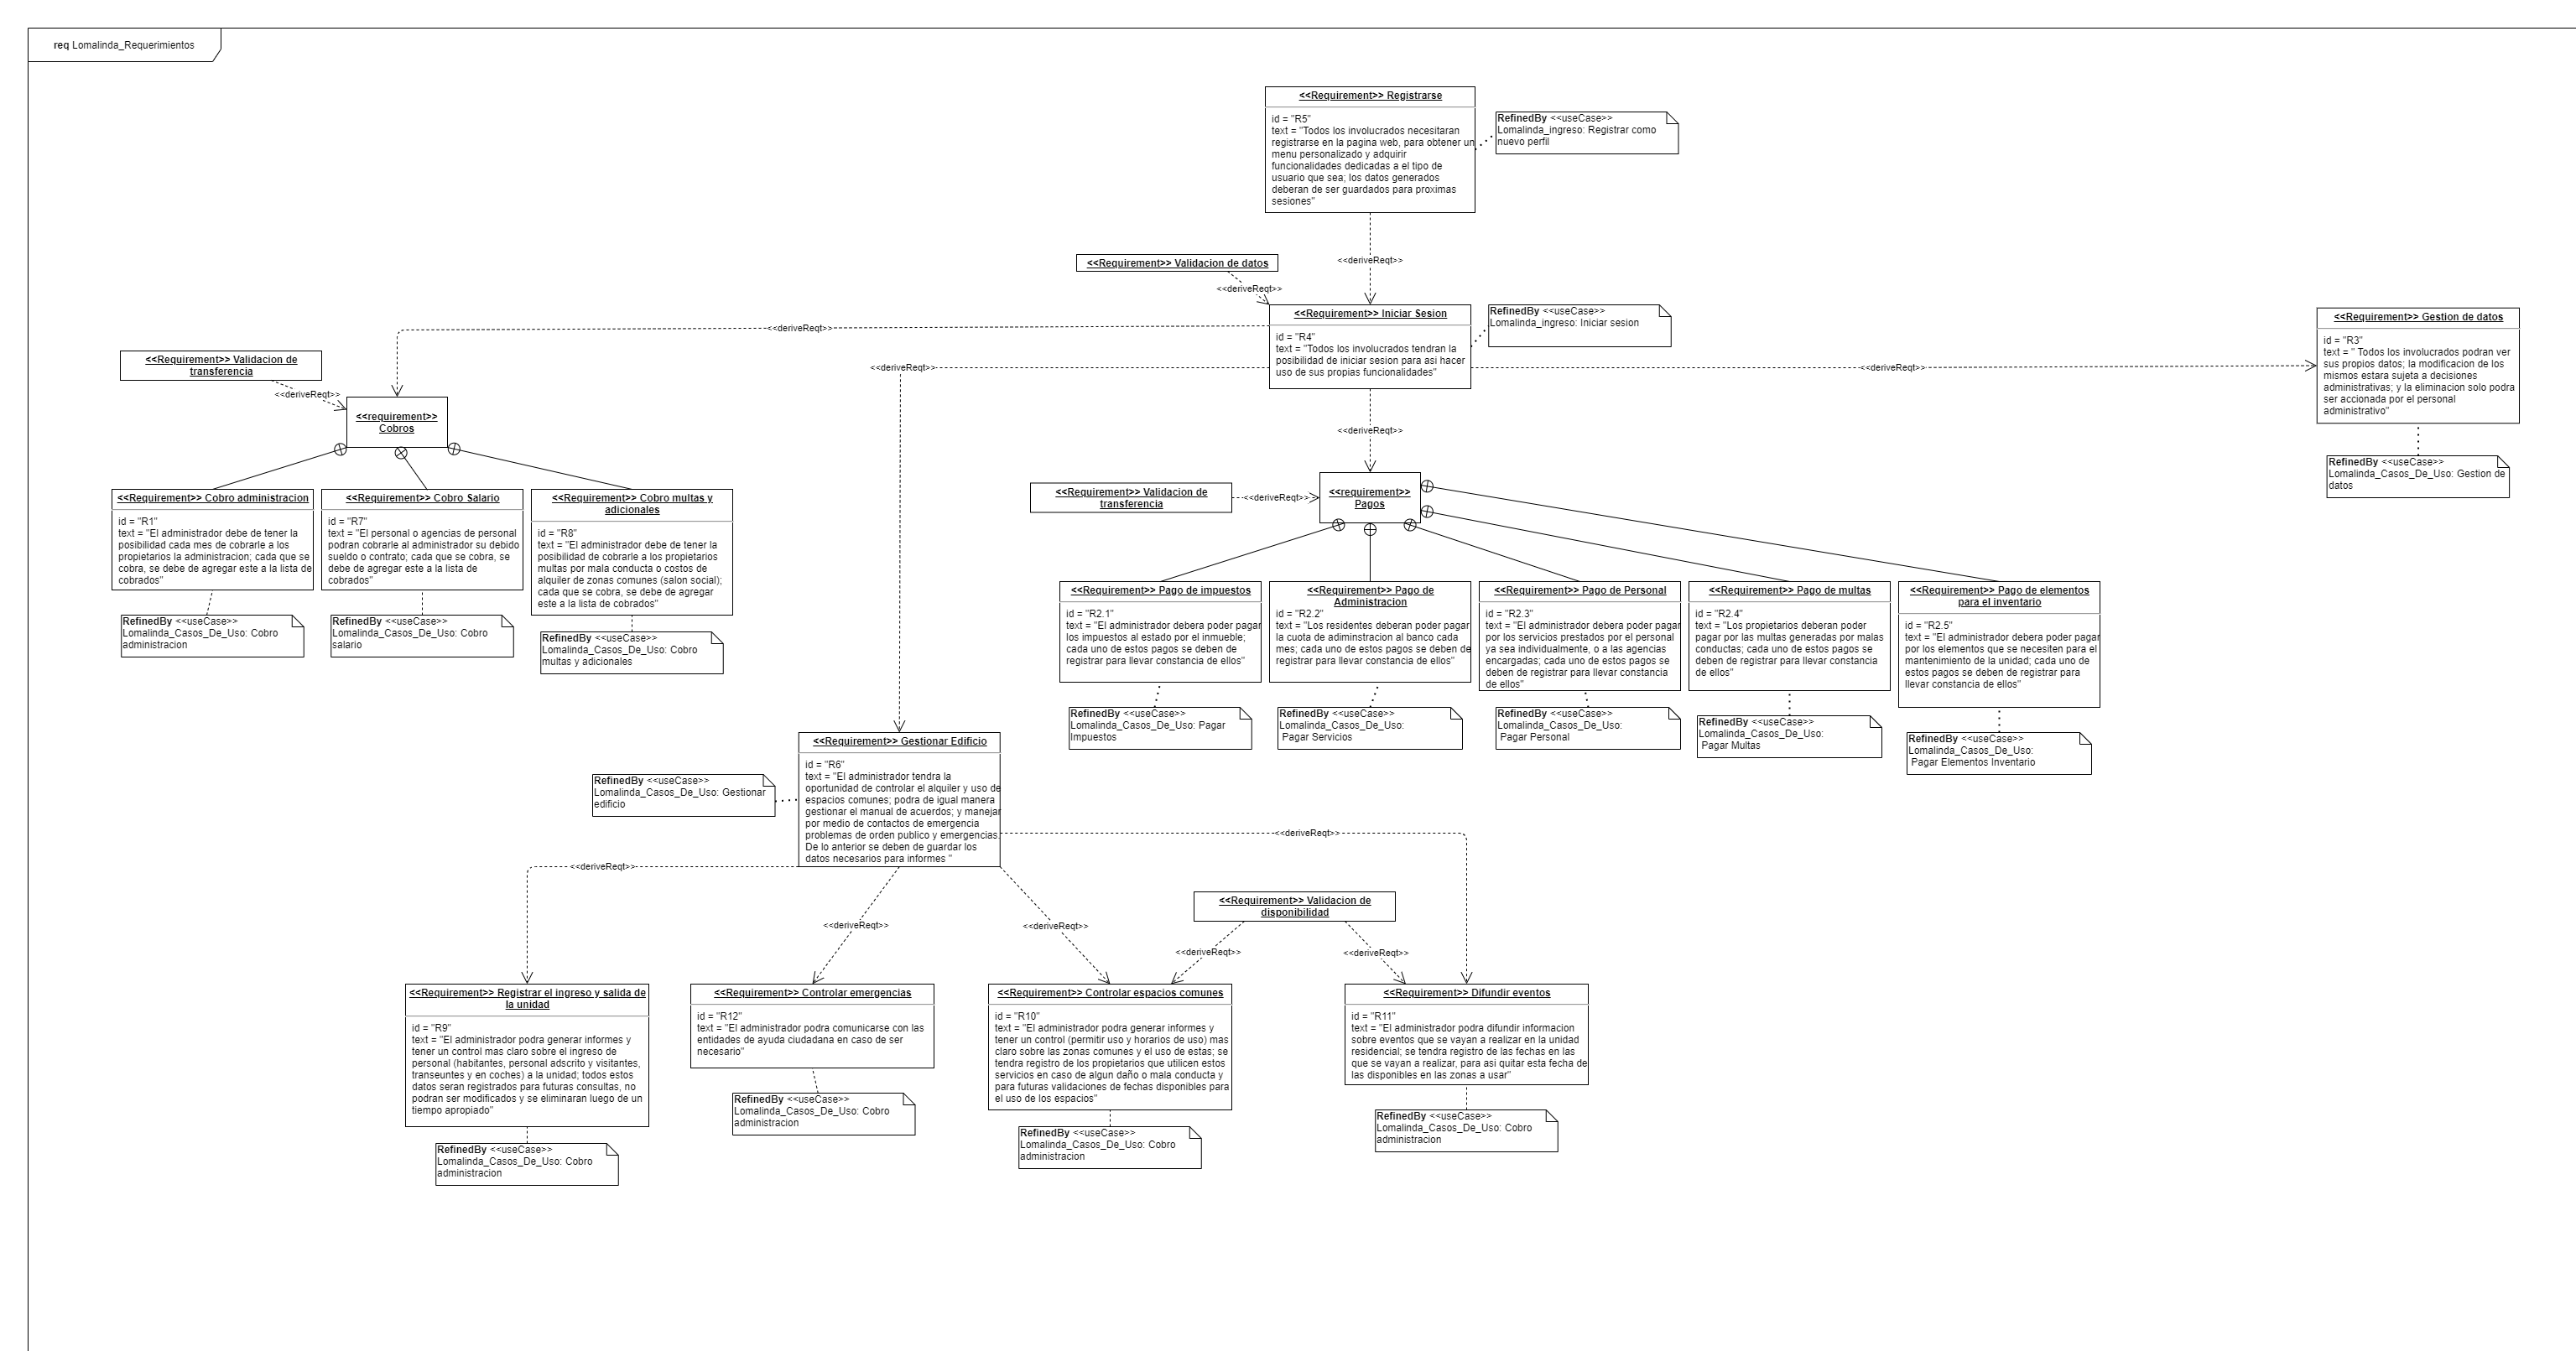 req Lomalinda_Requerimientos
<<Requirement>> Registrarse
id = "R5"
text = "Todos los involucrados necesitaran
registrarse en la pagina web, para obtener un
menu personalizado y adquirir
funcionalidades dedicadas a el tipo de
usuario que sea; los datos generados
deberan de ser guardados para proximas
sesiones"
RefinedBy <<useCase>>
Lomalinda_ingreso: Registrar como
nuevo perfil
<<deriveReqt>>
<<Requirement>> Validacion de datos
<<deriveReqt>>
<<Requirement>> Iniciar Sesion
id = "R4"
text = "Todos los involucrados tendran la
posibilidad de iniciar sesion para asi hacer
uso de sus propias funcionalidades"
RefinedBy <<useCase>>
Lomalinda_ingreso: Iniciar sesion
<<deriveReqt>>
<<deriveReqt>>
<<deriveReqt>>
<<deriveReqt>>
<<Requirement>> Gestion de datos
id = "R3"
text = " Todos los involucrados podran ver
sus propios datos; la modificacion de los
mismos estara sujeta a decisiones
administrativas; y la eliminacion solo podra
ser accionada por el personal
administrativo"
RefinedBy <<useCase>>
Lomalinda_Casos_De_Uso: Gestion de
datos
<<Requirement>> Validacion de
transferencia
<<deriveReqt>>
<<requirement>>
Cobros
<<Requirement>> Cobro administracion
id = "R1"
text = "El administrador debe de tener la
posibilidad cada mes de cobrarle a los
propietarios la administracion; cada que se
cobra, se debe de agregar este a la lista de
cobrados"
RefinedBy <<useCase>>
Lomalinda_Casos_De_Uso: Cobro
administracion
<<Requirement>> Cobro Salario
id = "R7"
text = "El personal o agencias de personal
podran cobrarle al administrador su debido
sueldo o contrato; cada que se cobra, se
debe de agregar este a la lista de
cobrados"
RefinedBy <<useCase>>
Lomalinda_Casos_De_Uso: Cobro
salario
<<Requirement>> Cobro multas y
adicionales
id = "R8"
text = "El administrador debe de tener la
posibilidad de cobrarle a los propietarios
multas por mala conducta o costos de
alquiler de zonas comunes (salon social);
cada que se cobra, se debe de agregar
este a la lista de cobrados"
RefinedBy <<useCase>>
Lomalinda_Casos_De_Uso: Cobro
multas y adicionales
<<Requirement>> Validacion de
transferencia
<<deriveReqt>>
<<requirement>>
Pagos
<<Requirement>> Pago de impuestos
id = "R2.1"
text = "El administrador debera poder pagar
los impuestos al estado por el inmueble;
cada uno de estos pagos se deben de
registrar para llevar constancia de ellos"
RefinedBy <<useCase>>
Lomalinda_Casos_De_Uso: Pagar
Impuestos
<<Requirement>> Pago de
Administracion
id = "R2.2"
text = "Los residentes deberan poder pagar
la cuota de adiminstracion al banco cada
mes; cada uno de estos pagos se deben de
registrar para llevar constancia de ellos"
RefinedBy <<useCase>>
Lomalinda_Casos_De_Uso:
Pagar Servicios
<<Requirement>> Pago de Personal
id = "R2.3"
text = "El administrador debera poder pagar
por los servicios prestados por el personal
ya sea individualmente, o a las agencias
encargadas; cada uno de estos pagos se
deben de registrar para llevar constancia
de ellos"
RefinedBy <<useCase>>
Lomalinda_Casos_De_Uso:
Pagar Personal
<<Requirement>> Pago de multas
id = "R2.4"
text = "Los propietarios deberan poder
pagar por las multas generadas por malas
conductas; cada uno de estos pagos se
deben de registrar para llevar constancia
de ellos"
RefinedBy <<useCase>>
Lomalinda_Casos_De_Uso:
Pagar Multas
<<Requirement>> Pago de elementos
para el inventario
id = "R2.5"
text = "El administrador debera poder pagar
por los elementos que se necesiten para el
mantenimiento de la unidad; cada uno de
estos pagos se deben de registrar para
llevar constancia de ellos"
RefinedBy <<useCase>>
Lomalinda_Casos_De_Uso:
Pagar Elementos Inventario
<<Requirement>> Gestionar Edificio
id = "R6"
text = "El administrador tendra la
oportunidad de controlar el alquiler y uso de
espacios comunes; podra de igual manera
gestionar el manual de acuerdos; y manejar
por medio de contactos de emergencia
problemas de orden publico y emergencias.
De lo anterior se deben de guardar los
datos necesarios para informes "
RefinedBy <<useCase>>
Lomalinda_Casos_De_Uso: Gestionar
edificio
<<deriveReqt>>
<<deriveReqt>>
<<deriveReqt>>
<<deriveReqt>>
<<Requirement>> Validacion de
disponibilidad
<<deriveReqt>>
<<deriveReqt>>
<<Requirement>> Registrar el ingreso y salida de
la unidad
id = "R9"
text = "El administrador podra generar informes y
tener un control mas claro sobre el ingreso de
personal (habitantes, personal adscrito y visitantes,
transeuntes y en coches) a la unidad; todos estos
datos seran registrados para futuras consultas, no
podran ser modificados y se eliminaran luego de un
tiempo apropiado"
RefinedBy <<useCase>>
Lomalinda_Casos_De_Uso: Cobro
administracion
<<Requirement>> Controlar emergencias
id = "R12"
text = "El administrador podra comunicarse con las
entidades de ayuda ciudadana en caso de ser
necesario"
RefinedBy <<useCase>>
Lomalinda_Casos_De_Uso: Cobro
administracion
<<Requirement>> Controlar espacios comunes
id = "R10"
text = "El administrador podra generar informes y
tener un control (permitir uso y horarios de uso) mas
claro sobre las zonas comunes y el uso de estas; se
tendra registro de los propietarios que utilicen estos
servicios en caso de algun daño o mala conducta y
para futuras validaciones de fechas disponibles para
el uso de los espacios"
RefinedBy <<useCase>>
Lomalinda_Casos_De_Uso: Cobro
administracion
<<Requirement>> Difundir eventos
id = "R11"
text = "El administrador podra difundir informacion
sobre eventos que se vayan a realizar en la unidad
residencial; se tendra registro de las fechas en las
que se vayan a realizar, para asi quitar esta fecha de
las disponibles en las zonas a usar"
RefinedBy <<useCase>>
Lomalinda_Casos_De_Uso: Cobro
administracion